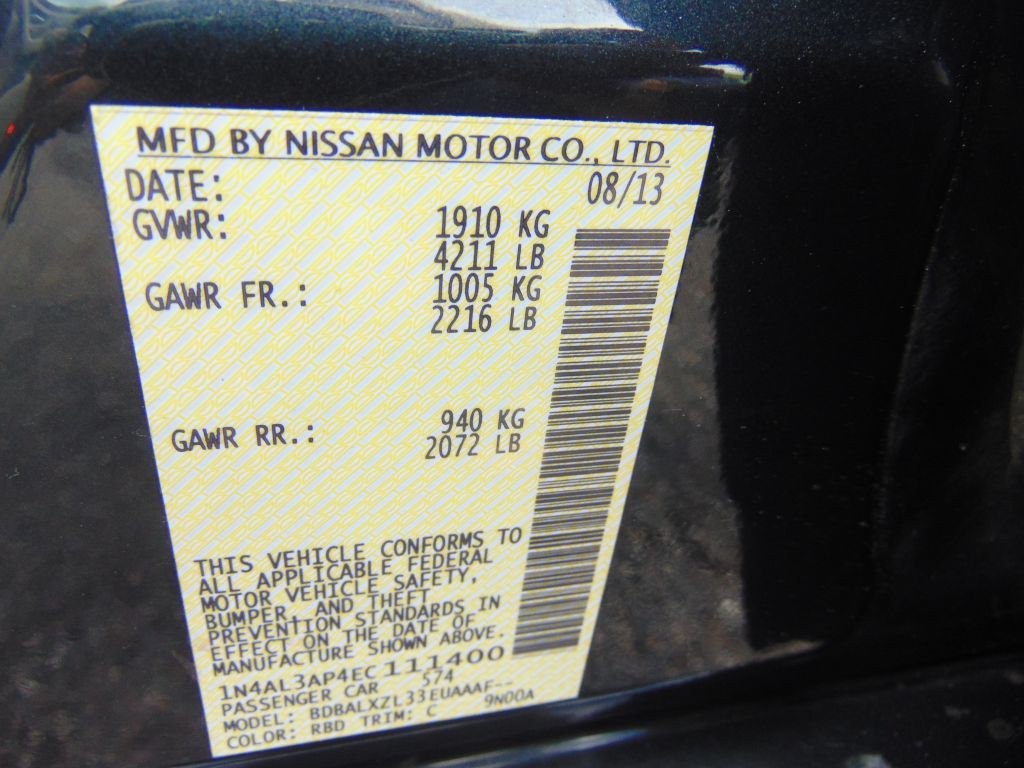 MFD BY NISSAN MOTOR CO., LTD.
DATE: 08/13
GVWR: 1910 KG
4211 LB
GAWR FR.: 1005 KG
2216 LB
GAWR RR.: 940 KG
2072 LB
THIS VEHICLE CONFORMS TO
ALL APPLICABLE FEDERAL
MOTOR VEHICLE SAFETY,
BUMPER, AND THEFT
PREVENTION STANDARDS IN
EFFECT ON THE DATE OF
MANUFACTURE SHOWN ABOVE.
1N4AL3AP4EC111400
PASSENGER CAR 574
MODEL: BDBALXZL33EUAAAF--
COLOR: RBD TRIM: C 9N00A